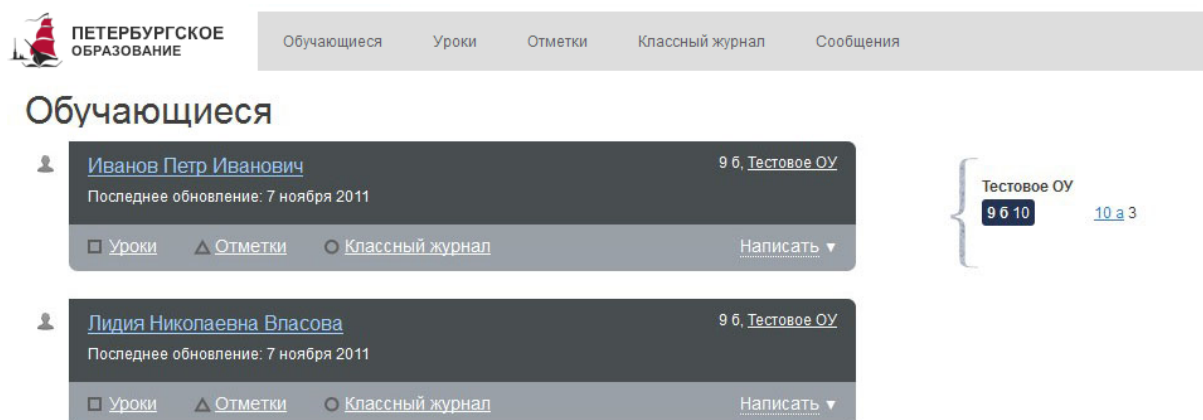 ПЕТЕРБУРГСКОЕ
ОБРАЗОВАНИЕ
Обучающиеся Уроки Отметки Классный журнал Сообщения
Обучающиеся
Иванов Петр Иванович 9 б, Тестовое ОУ
Последнее обновление: 7 ноября 2011
Уроки Отметки Классный журнал Написать ▼
Тестовое ОУ
9 б 10 10 а 3
Лидия Николаевна Власова 9 б, Тестовое ОУ
Последнее обновление: 7 ноября 2011
Уроки Отметки Классный журнал Написать ▼